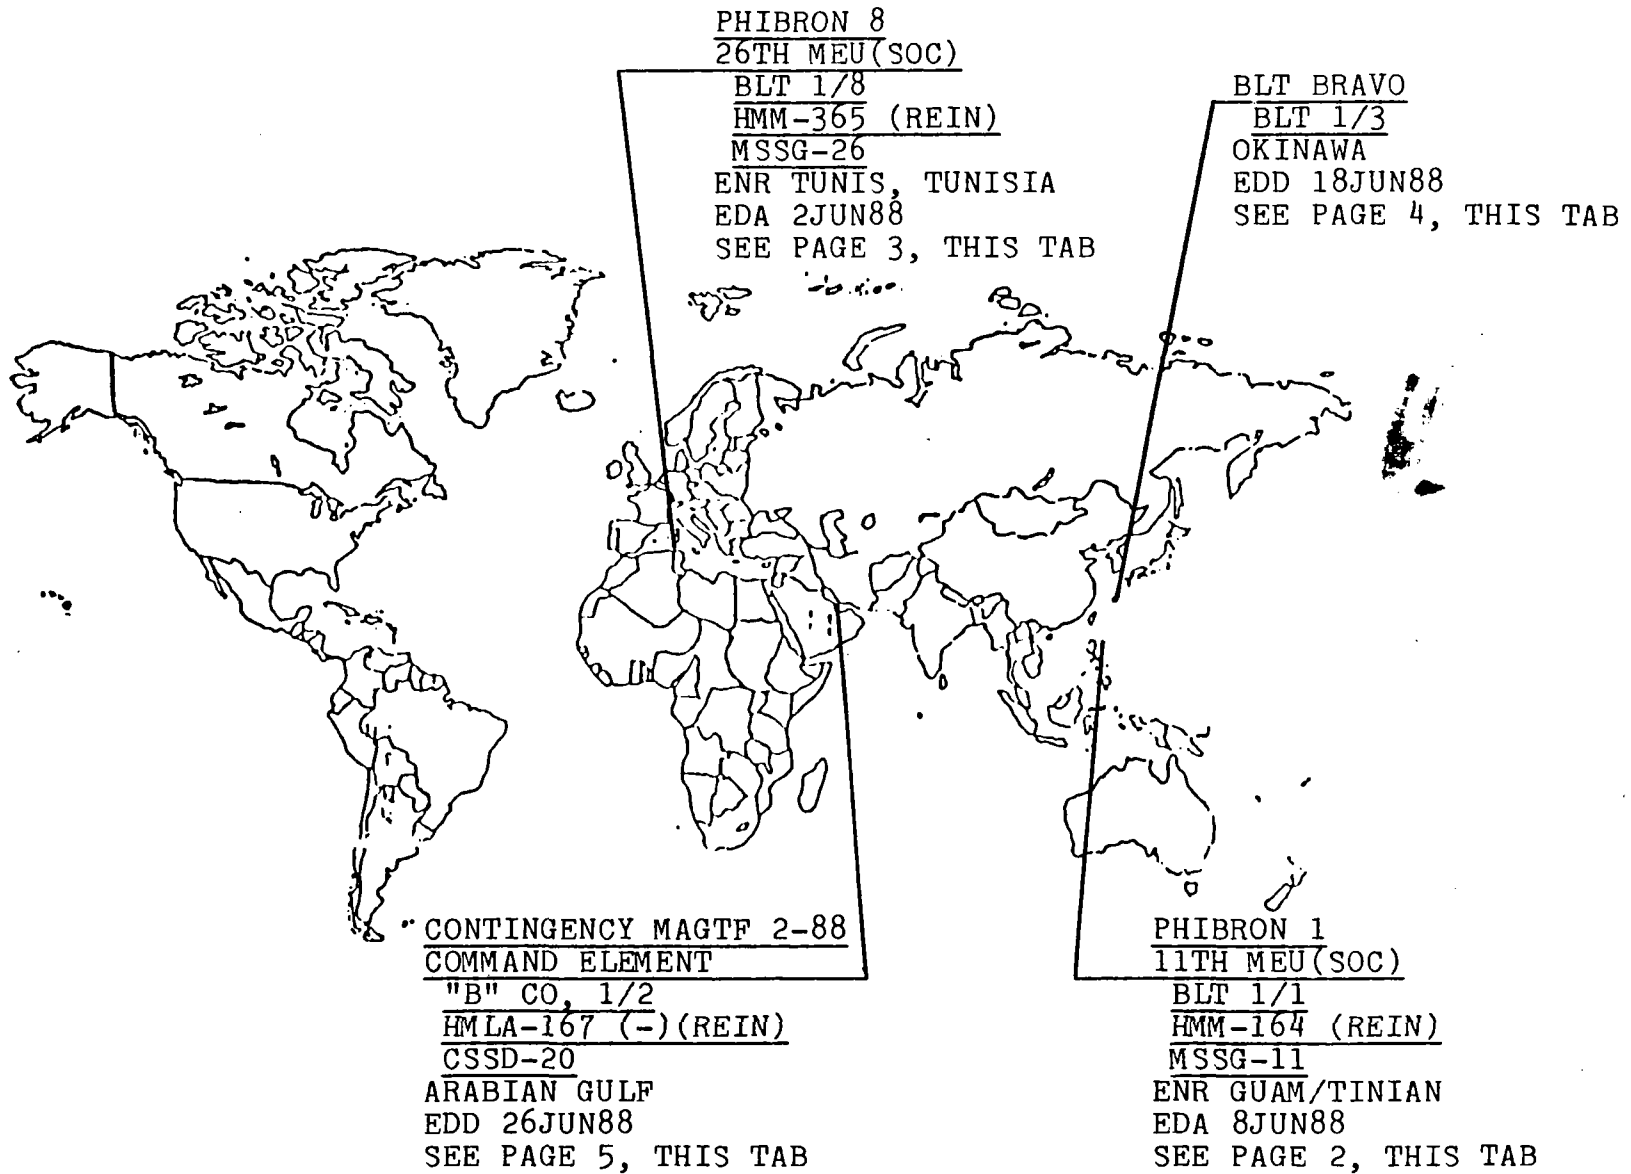 PHIBRON 8
26TH MEU(SOC)
BLT 1/8
HMM-365 (REIN)
MSSG-26
ENR TUNIS, TUNISIA
EDA 2JUN88
SEE PAGE 3, THIS TAB
BLT BRAVO
BLT 1/3
OKINAWA
EDD 18JUN88
SEE PAGE 4, THIS TAB
CONTINGENCY MAGTF 2-88
COMMAND ELEMENT
"B" CO, 1/2
HMLA-167 (-)(REIN)
CSSD-20
ARABIAN GULF
EDD 26JUN88
SEE PAGE 5, THIS TAB
PHIBRON 1
11TH MEU(SOC)
BLT 1/1
HMM-164 (REIN)
MSSG-11
ENR GUAM/TINIAN
EDA 8JUN88
SEE PAGE 2, THIS TAB